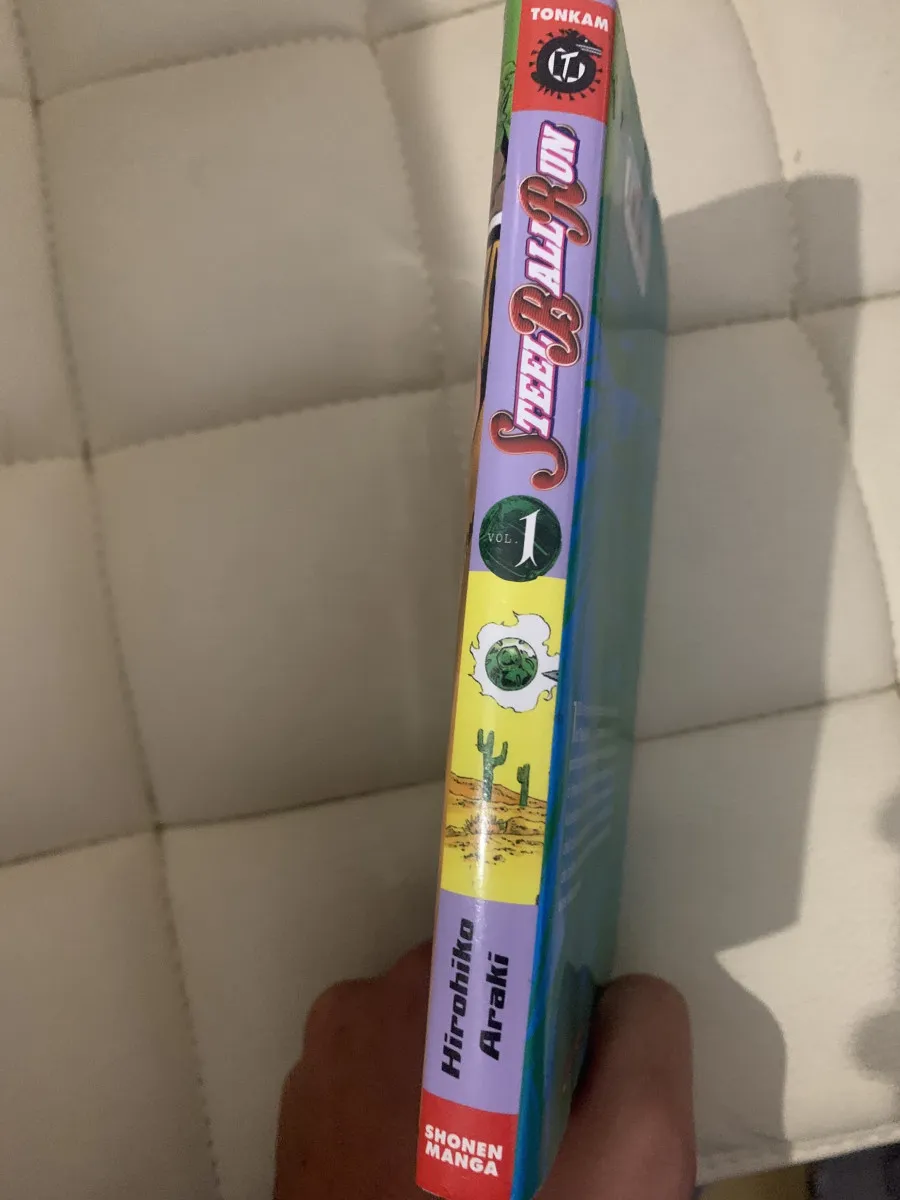 TONKAM
T
STEEL BALL RUN
VOL. 1
Hirohiko
Araki
SHONEN
MANGA